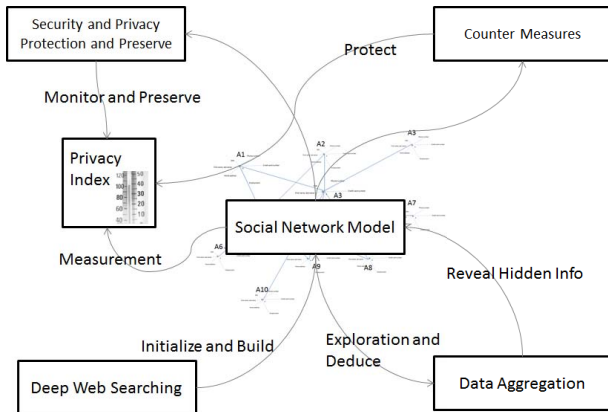 Security and Privacy
Protection and Preserve
Counter Measures
Protect
Monitor and Preserve
Privacy
Index
A1
A2
A3
A3
Social Network Model
A7
Measurement
A6
A9
A8
A10
Reveal Hidden Info
Initialize and Build
Exploration and
Deduce
Deep Web Searching
Data Aggregation